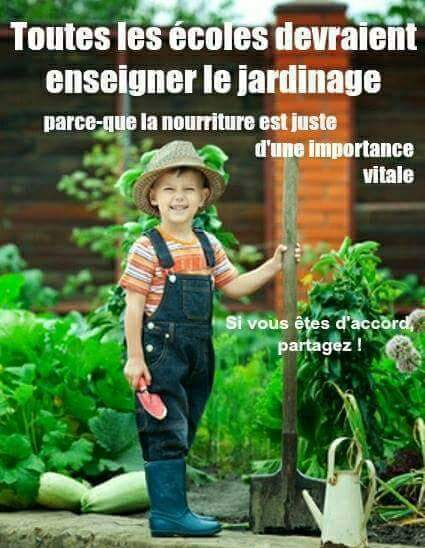 Toutes les écoles devraient
enseigner le jardinage
parce-que la nourriture est juste
d'une importance
vitale
Si vous êtes d'accord,
partagez !